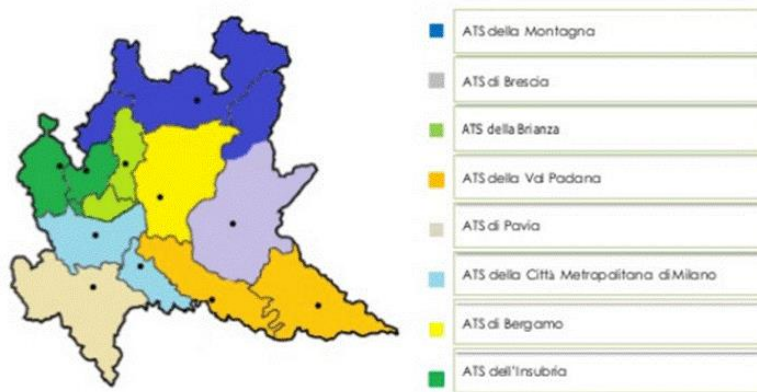 ATS della Montagna
ATS di Brescia
ATS della Brianza
ATS della Val Padana
ATS di Pavia
ATS della Città Metropolitana di Milano
ATS di Bergamo
ATS dell'Insubria